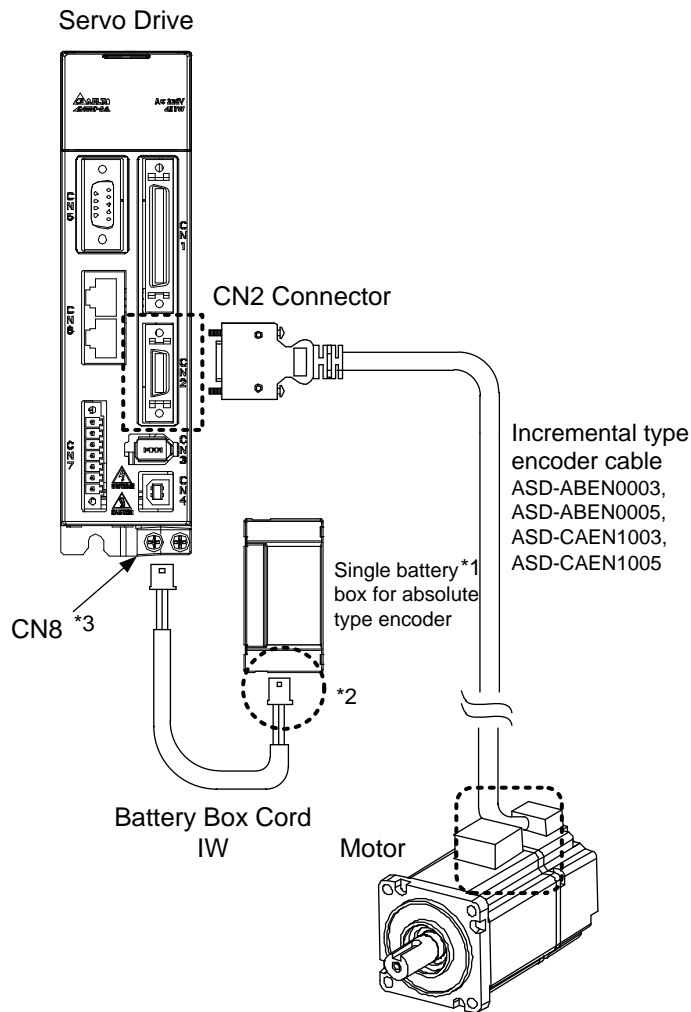 Servo Drive
CN5
CN1
CN6
CN2
CN7
CN3
CN4
CN2 Connector
Incremental type
encoder cable
ASD-ABEN0003,
ASD-ABEN0005,
ASD-CAEN1003,
ASD-CAEN1005
Single battery*1
box for absolute
type encoder
CN8 *3
*2
Battery Box Cord
IW
Motor